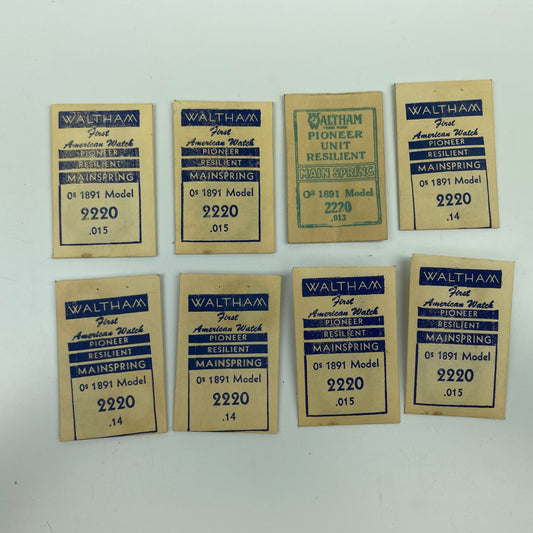 WALTHAM
First
American Watch
PIONEER
RESILIENT
MAINSPRING
0s 1891 Model
2220
.015
WALTHAM
First
American Watch
PIONEER
RESILIENT
MAINSPRING
0s 1891 Model
2220
.015
WALTHAM
TRADE MARK
PIONEER
UNIT
RESILIENT
MAIN SPRING
0s 1891 Model
2220
.013
WALTHAM
First
American Watch
PIONEER
RESILIENT
MAINSPRING
0s 1891 Model
2220
.14
WALTHAM
First
American Watch
PIONEER
RESILIENT
MAINSPRING
0s 1891 Model
2220
.14
WALTHAM
First
American Watch
PIONEER
RESILIENT
MAINSPRING
0s 1891 Model
2220
.14
WALTHAM
First
American Watch
PIONEER
RESILIENT
MAINSPRING
0s 1891 Model
2220
.015
WALTHAM
First
American Watch
PIONEER
RESILIENT
MAINSPRING
0s 1891 Model
2220
.015